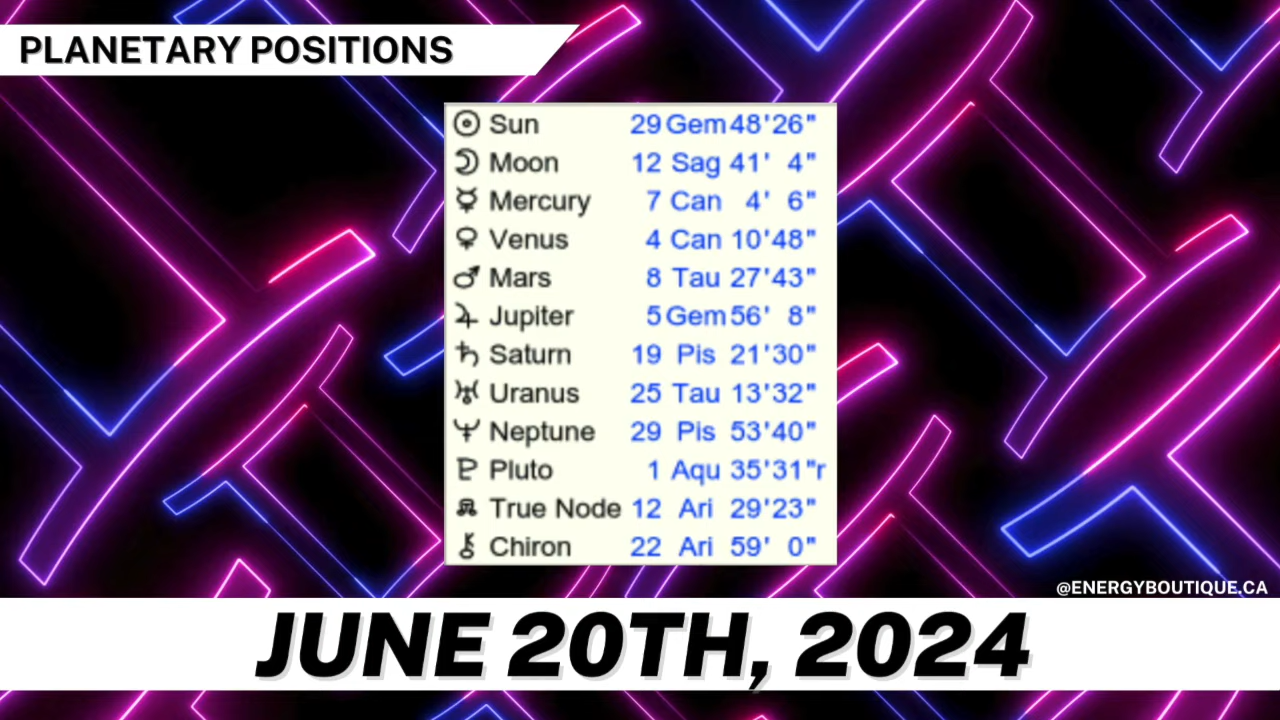 PLANETARY POSITIONS
Sun 29 Gem 48'26"
Moon 12 Sag 41' 4"
Mercury 7 Can 4' 6"
Venus 4 Can 10'48"
Mars 8 Tau 27'43"
Jupiter 5 Gem 56' 8"
Saturn 19 Pis 21'30"
Uranus 25 Tau 13'32"
Neptune 29 Pis 53'40"
Pluto 1 Aqu 35'31"r
True Node 12 Ari 29'23"
Chiron 22 Ari 59' 0"
@ENERGYBOUTIQUE.CA
JUNE 20TH, 2024